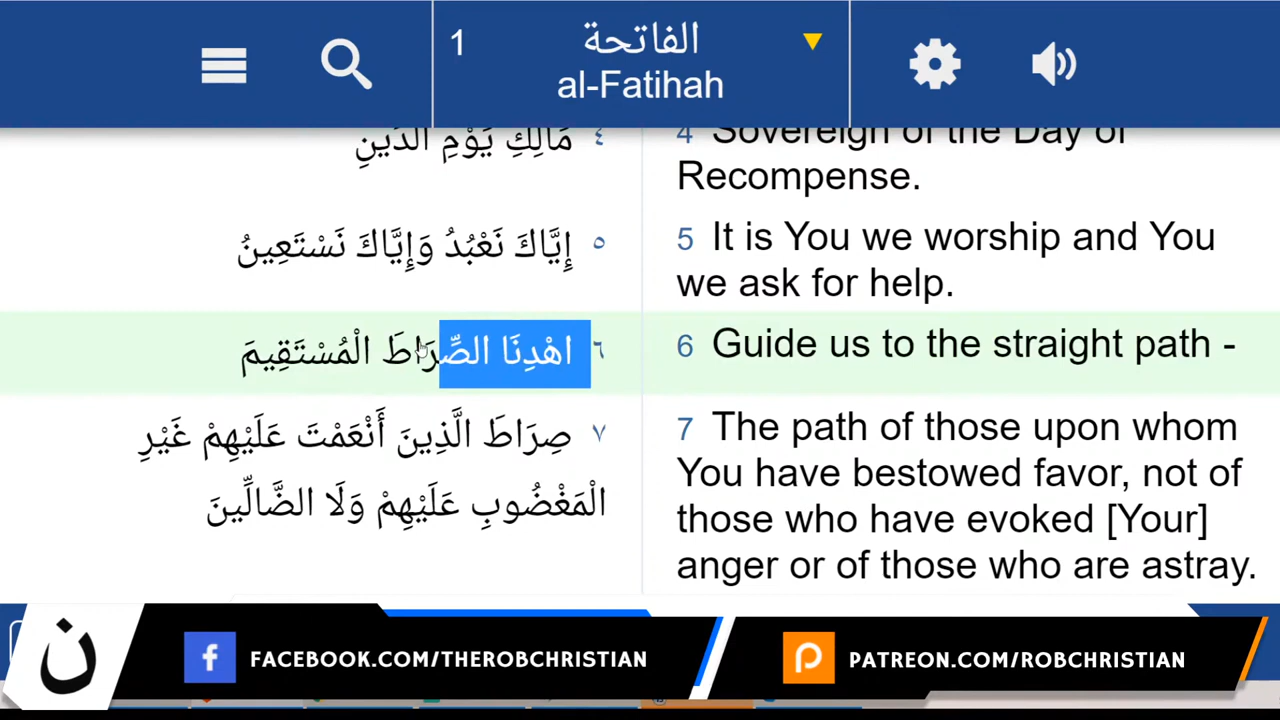 1
الفاتحة
al-Fatihah
٤ مَالِكِ يَوْمِ الدِّينِ
4 Sovereign of the Day of
Recompense.
٥ إِيَّاكَ نَعْبُدُ وَإِيَّاكَ نَسْتَعِينُ
5 It is You we worship and You
we ask for help.
٦ اهْدِنَا الصِّرَاطَ الْمُسْتَقِيمَ
6 Guide us to the straight path -
٧ صِرَاطَ الَّذِينَ أَنْعَمْتَ عَلَيْهِمْ غَيْرِ
الْمَغْضُوبِ عَلَيْهِمْ وَلَا الضَّالِّينَ
7 The path of those upon whom
You have bestowed favor, not of
those who have evoked [Your]
anger or of those who are astray.
ن
f
FACEBOOK.COM/THEROBCHRISTIAN
PATREON.COM/ROBCHRISTIAN